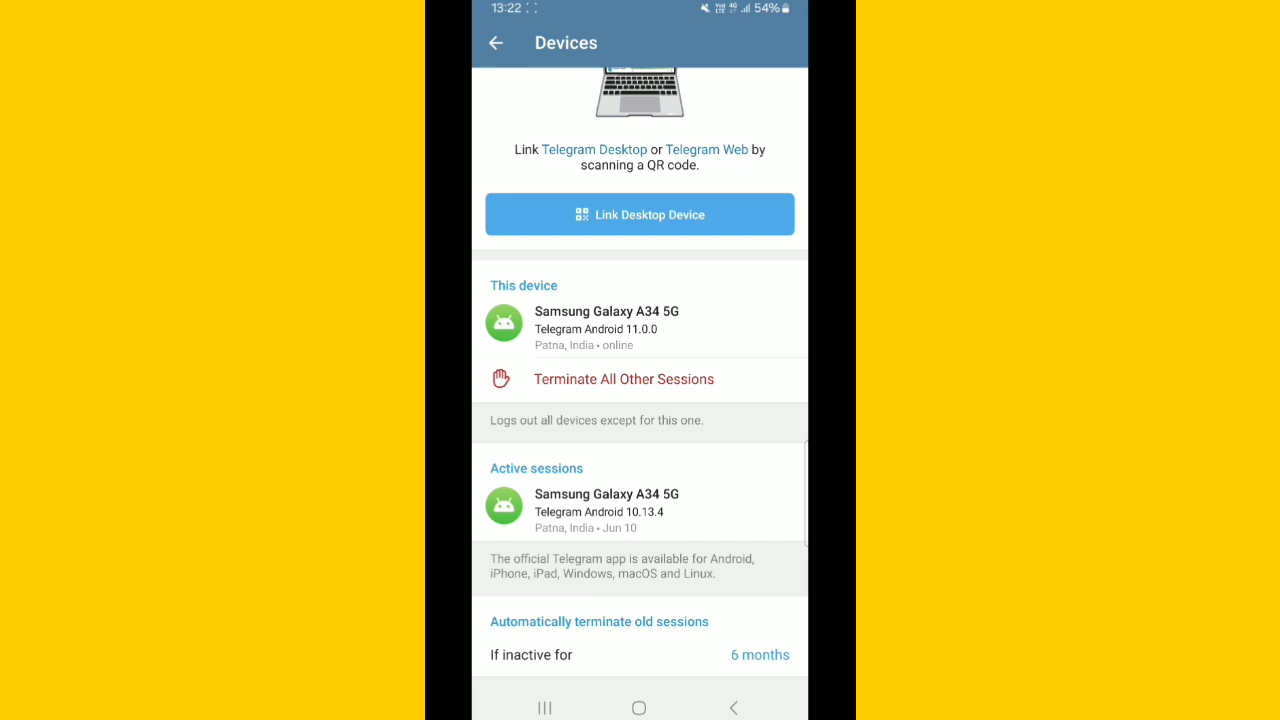 13:22
54%
Devices
Link Telegram Desktop or Telegram Web by
scanning a QR code.
Link Desktop Device
This device
Samsung Galaxy A34 5G
Telegram Android 11.0.0
Patna, India • online
Terminate All Other Sessions
Logs out all devices except for this one.
Active sessions
Samsung Galaxy A34 5G
Telegram Android 10.13.4
Patna, India • Jun 10
The official Telegram app is available for Android,
iPhone, iPad, Windows, macOS and Linux.
Automatically terminate old sessions
If inactive for 6 months